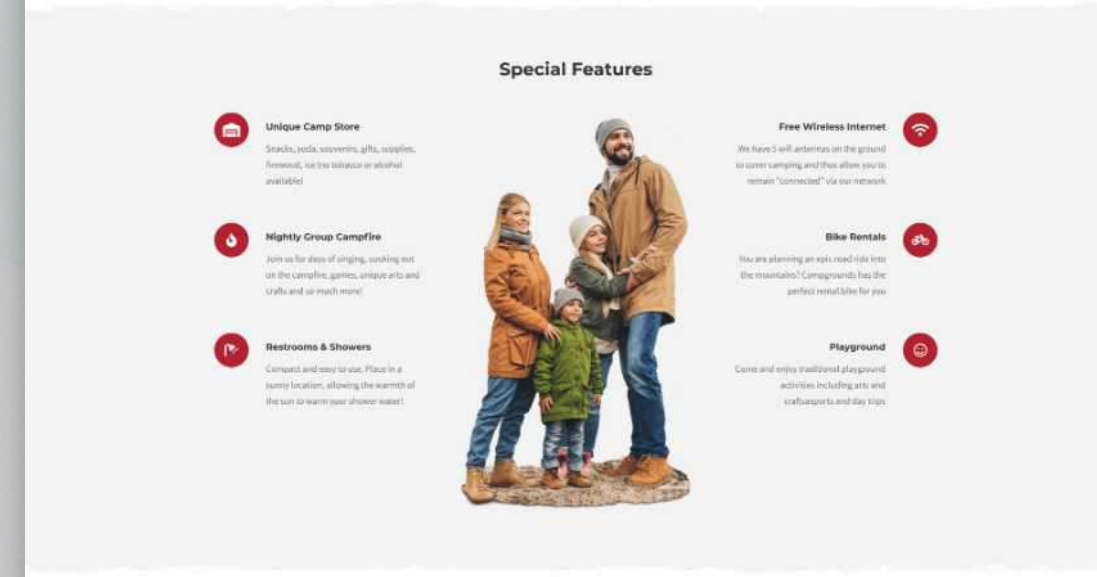 Special Features
Unique Camp Store
Snacks, soda, souvenirs, gifts, supplies,
firewood, ice (no tobacco or alcohol
available)
Nightly Group Campfire
Join us for days of singing, cooking out
on the campfire, games, unique arts and
crafts and so much more!
Restrooms & Showers
Compact and easy to use. Place in a
sunny location, allowing the warmth of
the sun to warm your shower water!
Free Wireless Internet
We have 5 wifi antennas on the ground
to cover camping and thus allow you to
remain "connected" via our network
Bike Rentals
You are planning an epic road ride into
the mountains? Campgrounds has the
perfect rental bike for you
Playground
Come and enjoy traditional playground
activities including arts and
craftsasports and day trips